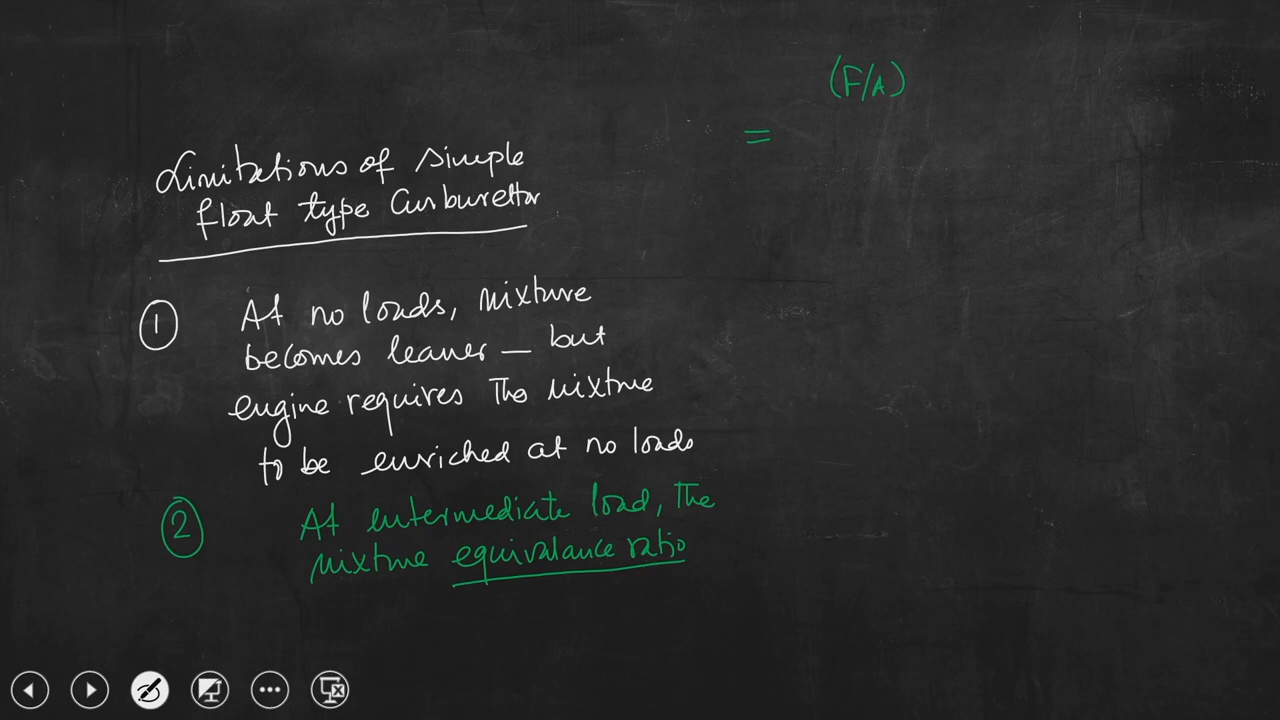 (F/A)
=
Limitations of simple
float type Carburettor
1 At no loads, mixture
becomes leaner — but
engine requires the mixture
to be enriched at no loads
2 At intermediate load, the
mixture equivalance ratio